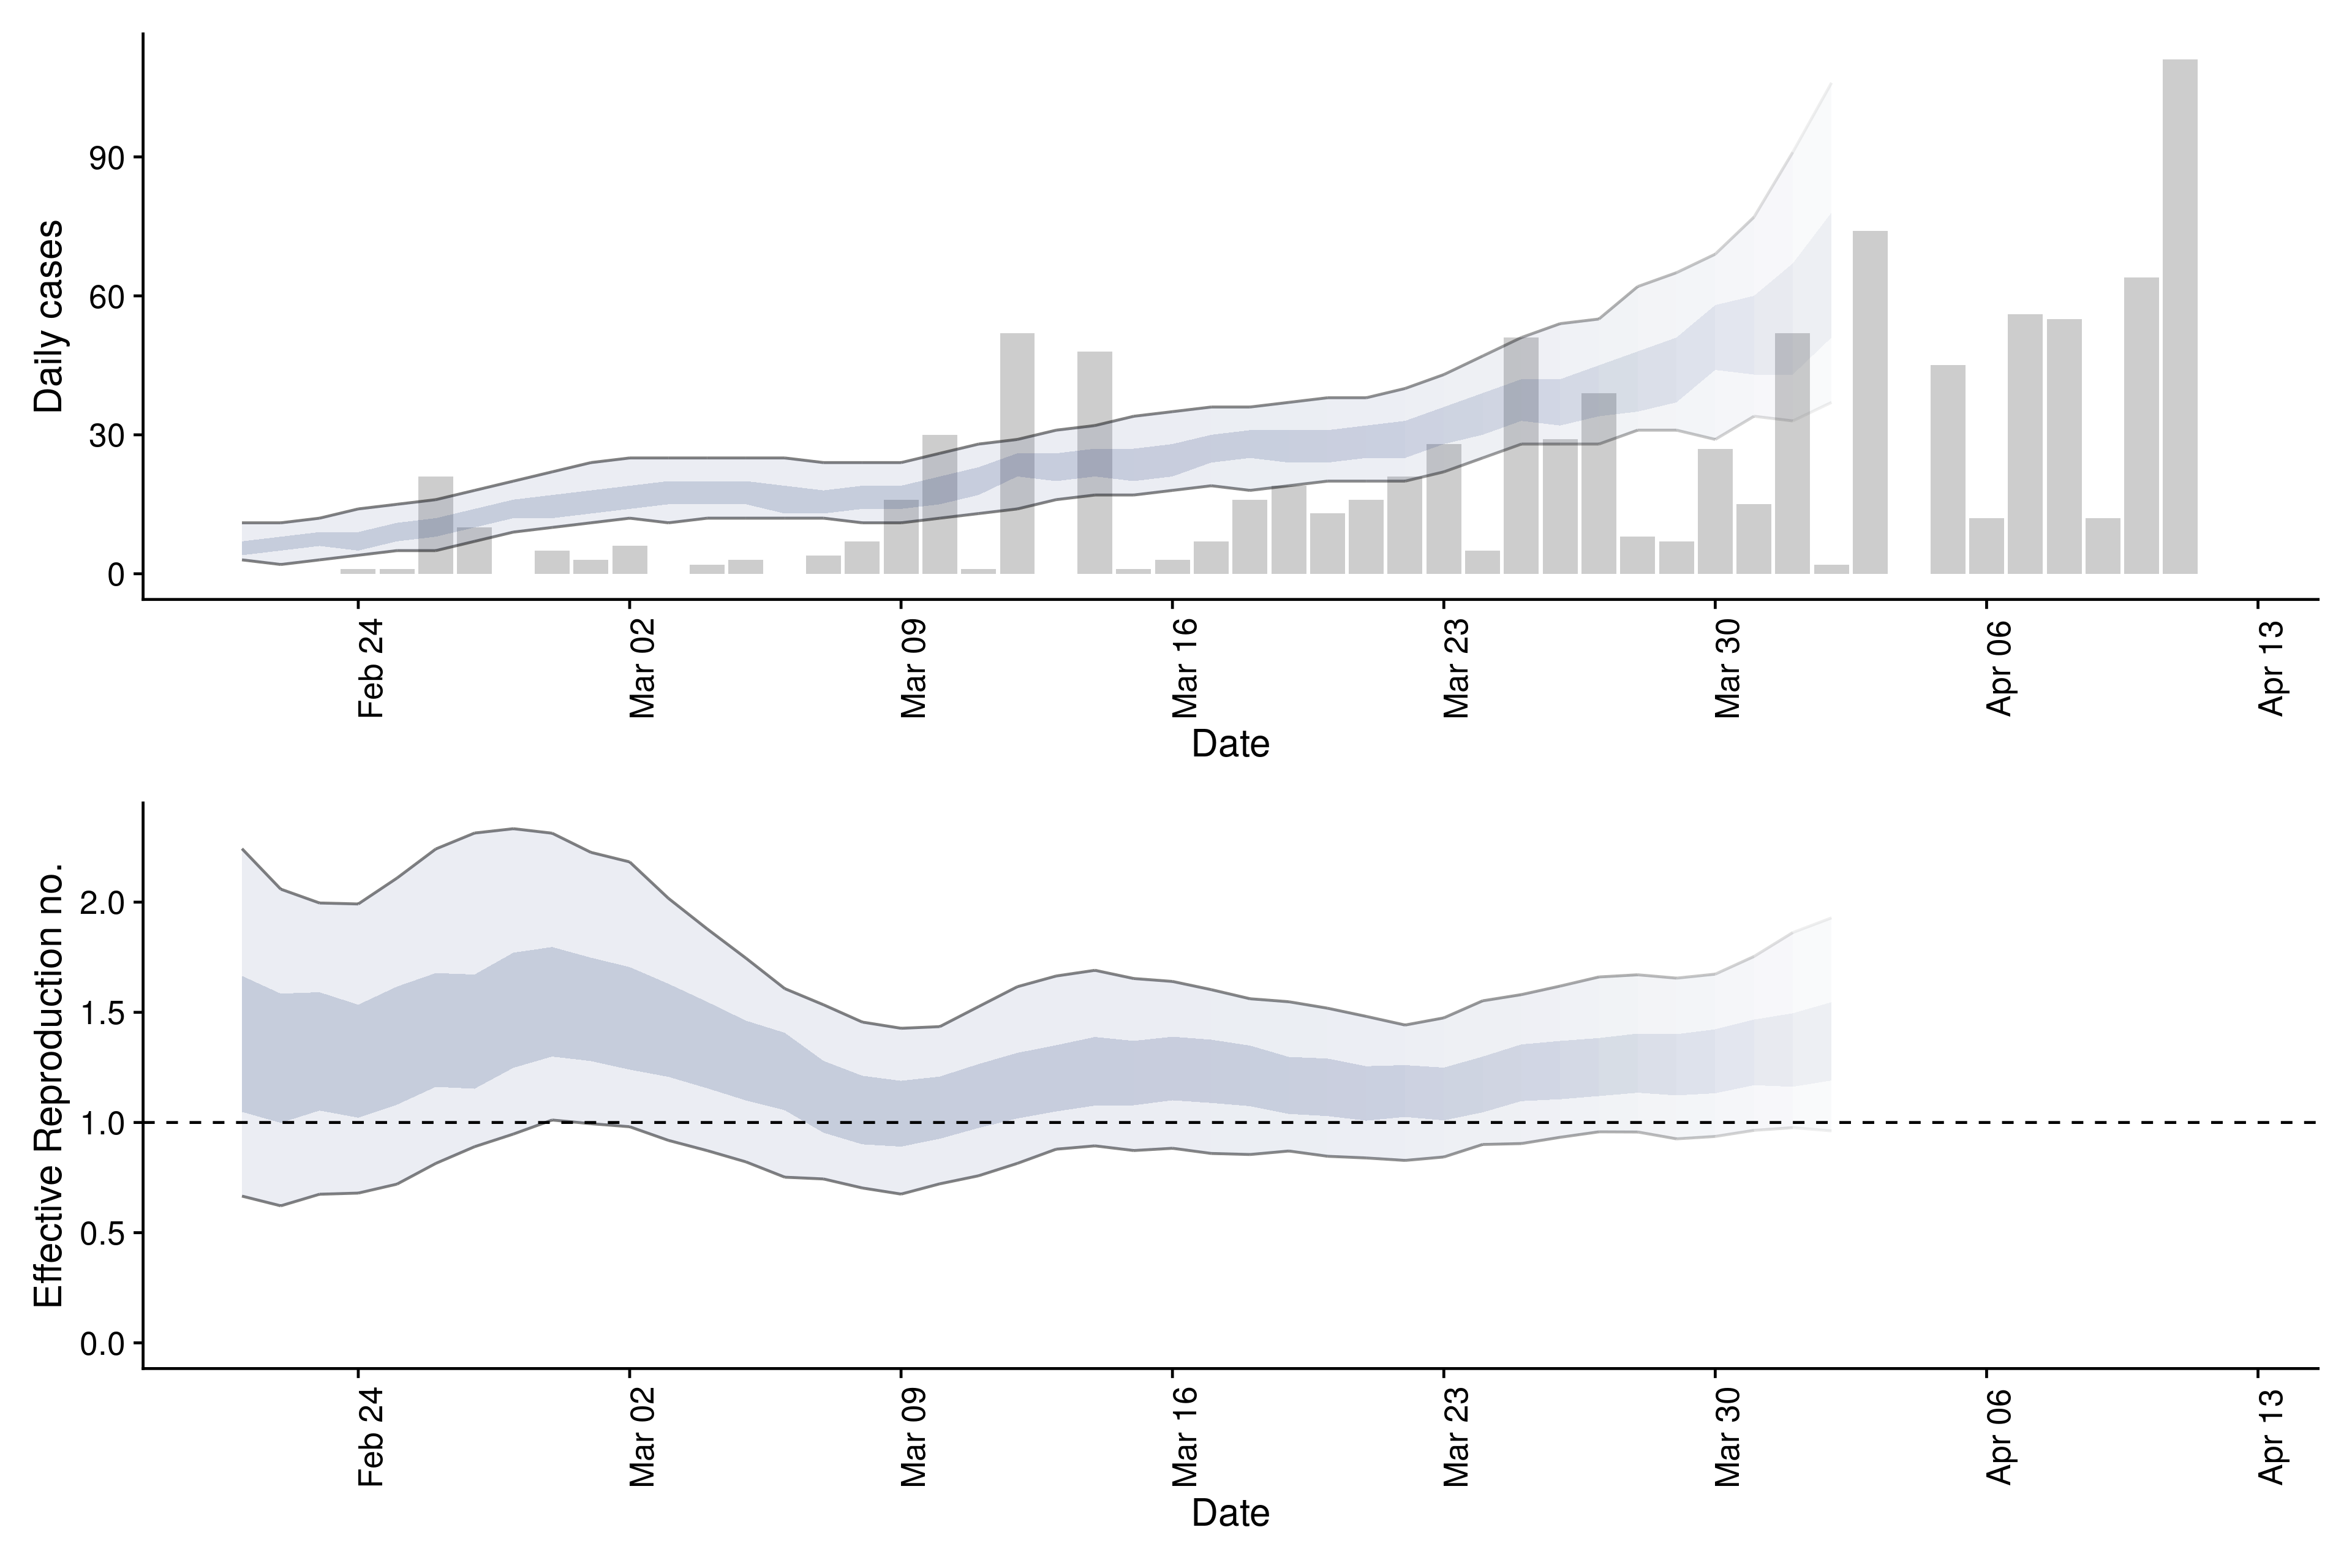 Daily cases
90
60
30
0
Feb 24
Mar 02
Mar 09
Mar 16
Mar 23
Mar 30
Apr 06
Apr 13
Date
Effective Reproduction no.
2.0
1.5
1.0
0.5
0.0
Feb 24
Mar 02
Mar 09
Mar 16
Mar 23
Mar 30
Apr 06
Apr 13
Date